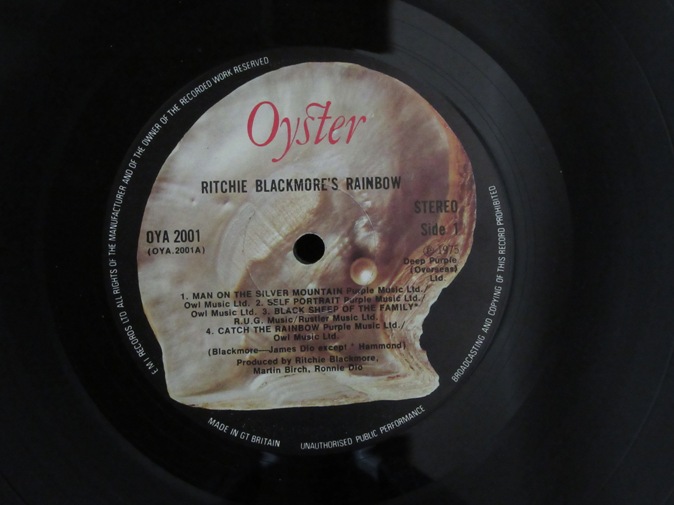 E M I RECORDS LTD ALL RIGHTS OF THE MANUFACTURER AND OF THE OWNER OF THE RECORDED WORK RESERVED
Oyster
RITCHIE BLACKMORE'S RAINBOW
OYA 2001
(OYA.2001A)
STEREO
Side 1
Ⓟ 1975
Deep Purple
(Overseas)
Ltd.
1. MAN ON THE SILVER MOUNTAIN Purple Music Ltd./
Owl Music Ltd. 2. SELF PORTRAIT Purple Music Ltd./
Owl Music Ltd. 3. BLACK SHEEP OF THE FAMILY*
R.U.G. Music/Rustler Music Ltd.
4. CATCH THE RAINBOW Purple Music Ltd./
Owl Music Ltd.
(Blackmore—James Dio except * Hammond)
Produced by Ritchie Blackmore,
Martin Birch, Ronnie Dio
MADE IN GT BRITAIN
UNAUTHORISED PUBLIC PERFORMANCE
BROADCASTING AND COPYING OF THIS RECORD PROHIBITED